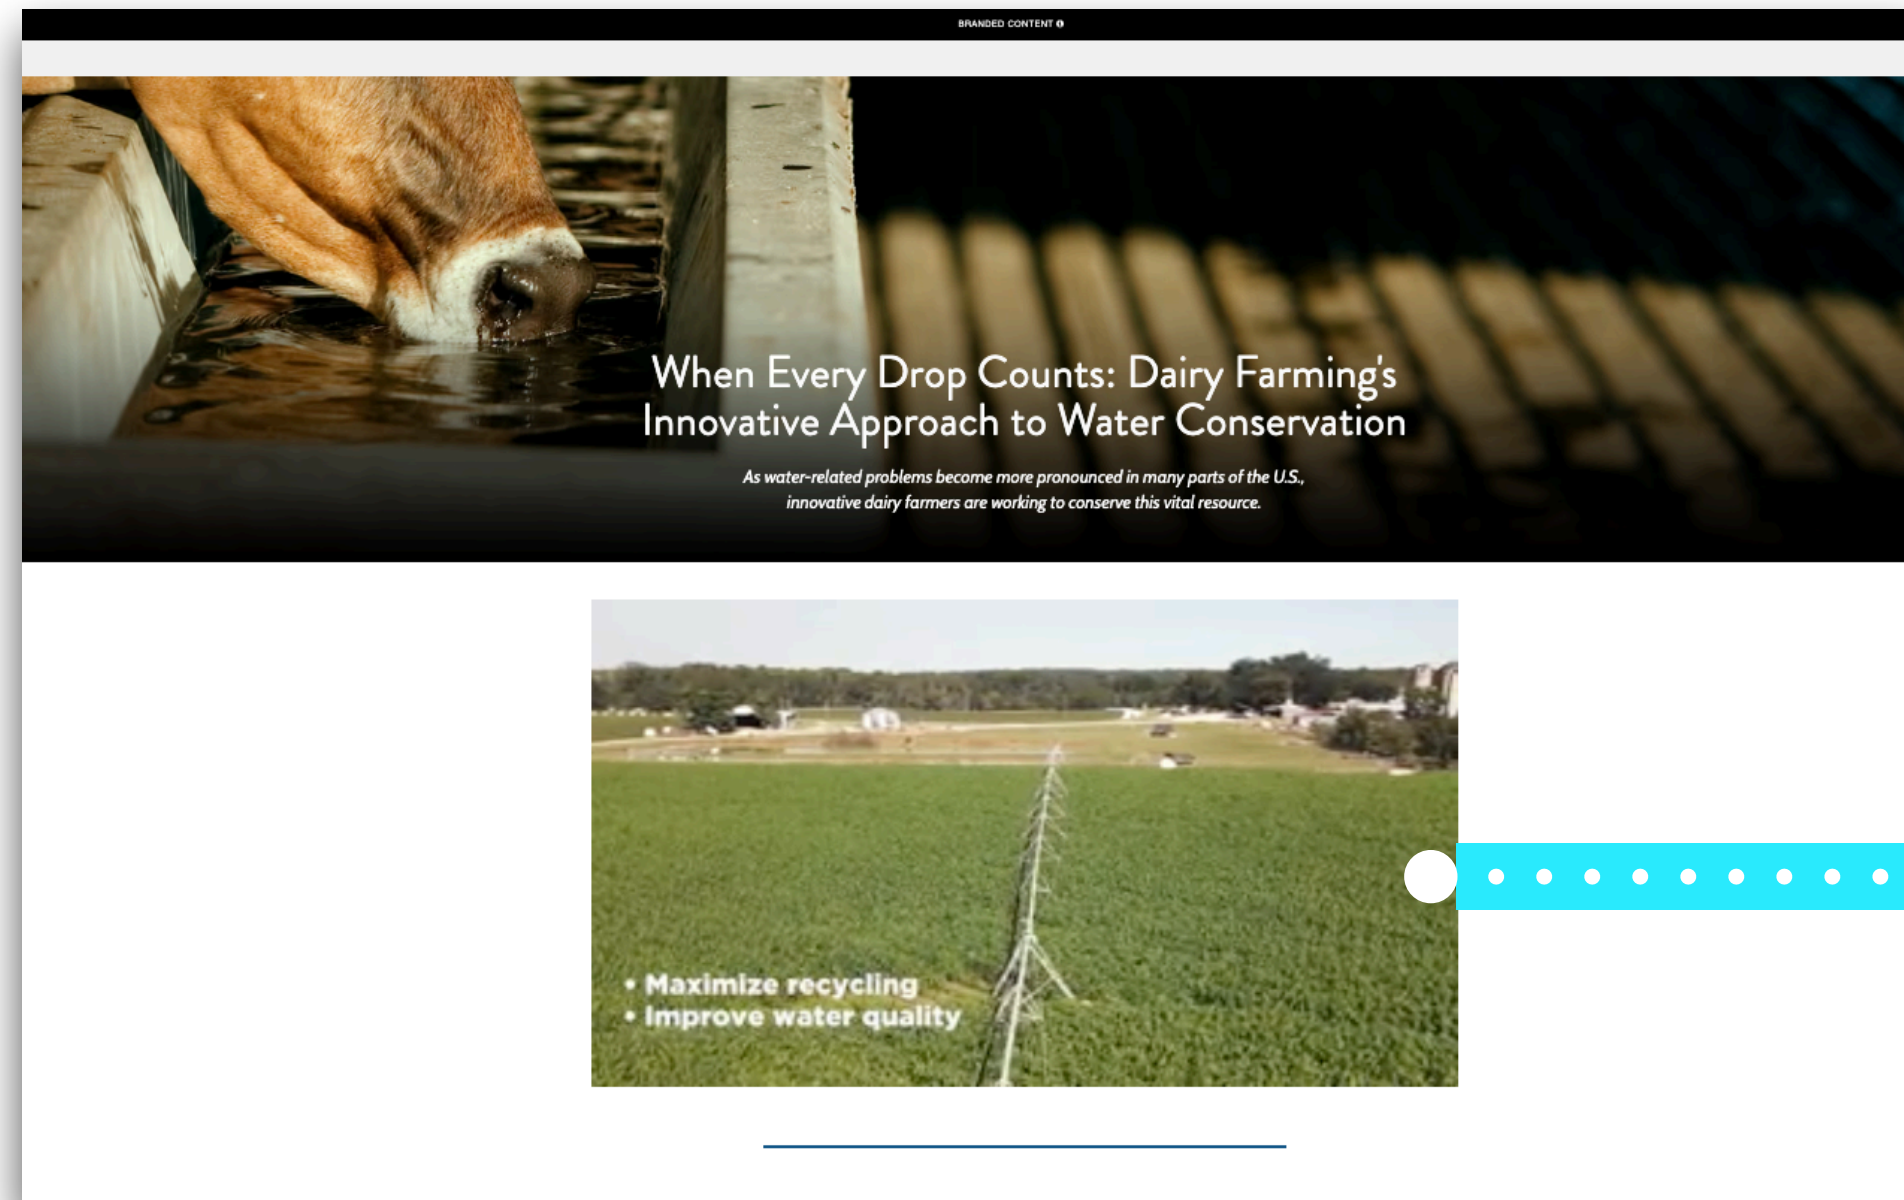 BRANDED CONTENT
When Every Drop Counts: Dairy Farming's
Innovative Approach to Water Conservation
As water-related problems become more pronounced in many parts of the U.S.,
innovative dairy farmers are working to conserve this vital resource.
• Maximize recycling
• Improve water quality